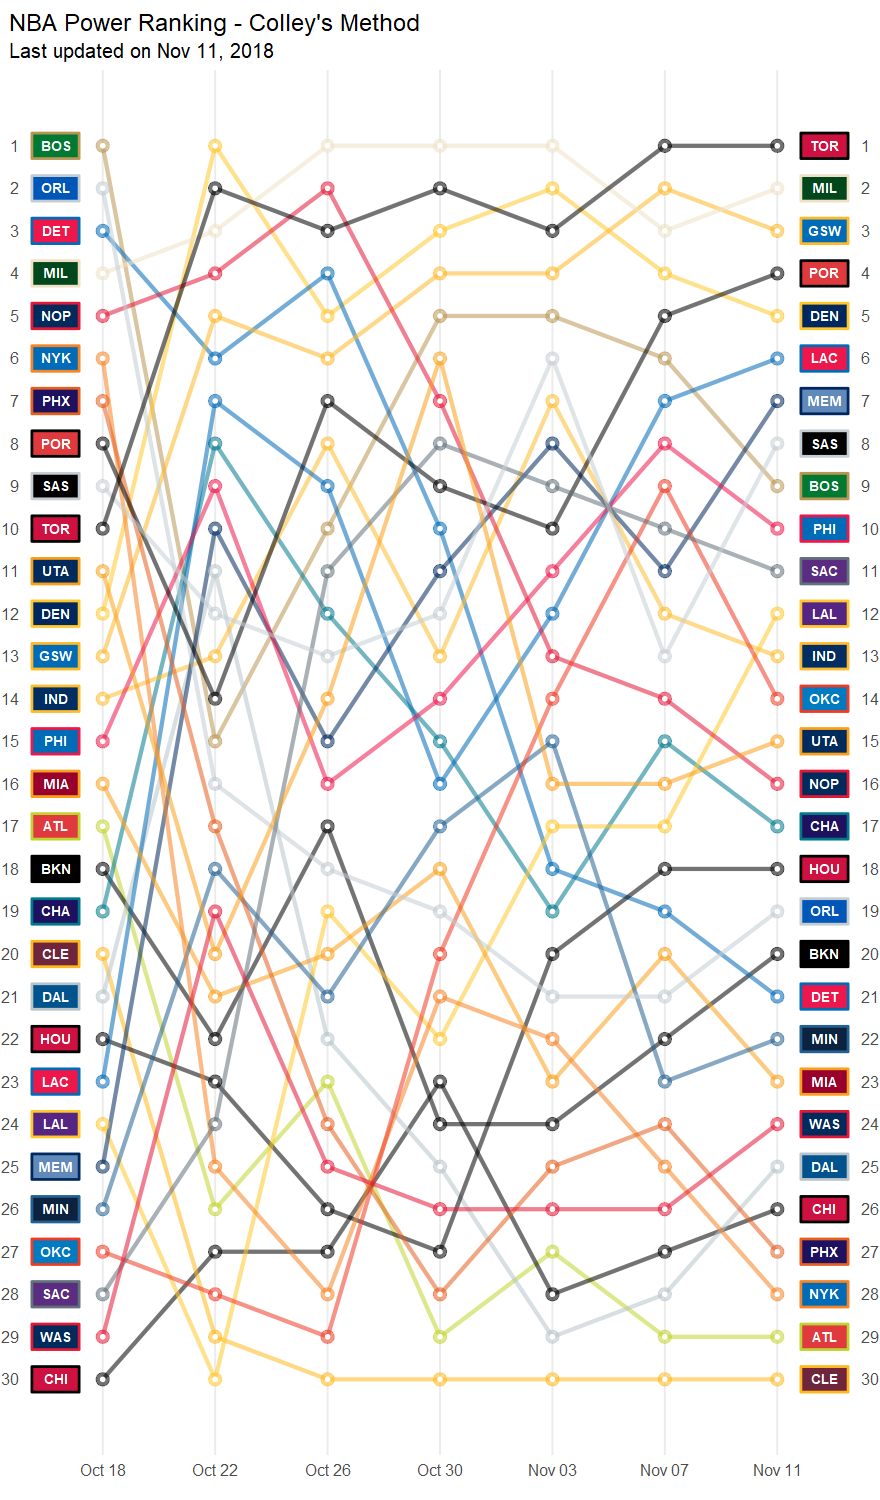 NBA Power Ranking - Colley's Method
Last updated on Nov 11, 2018
1 BOS TOR 1
2 ORL MIL 2
3 DET GSW 3
4 MIL POR 4
5 NOP DEN 5
6 NYK LAC 6
7 PHX MEM 7
8 POR SAS 8
9 SAS BOS 9
10 TOR PHI 10
11 UTA SAC 11
12 DEN LAL 12
13 GSW IND 13
14 IND OKC 14
15 PHI UTA 15
16 MIA NOP 16
17 ATL CHA 17
18 BKN HOU 18
19 CHA ORL 19
20 CLE BKN 20
21 DAL DET 21
22 HOU MIN 22
23 LAC MIA 23
24 LAL WAS 24
25 MEM DAL 25
26 MIN CHI 26
27 OKC PHX 27
28 SAC NYK 28
29 WAS ATL 29
30 CHI CLE 30
Oct 18 Oct 22 Oct 26 Oct 30 Nov 03 Nov 07 Nov 11